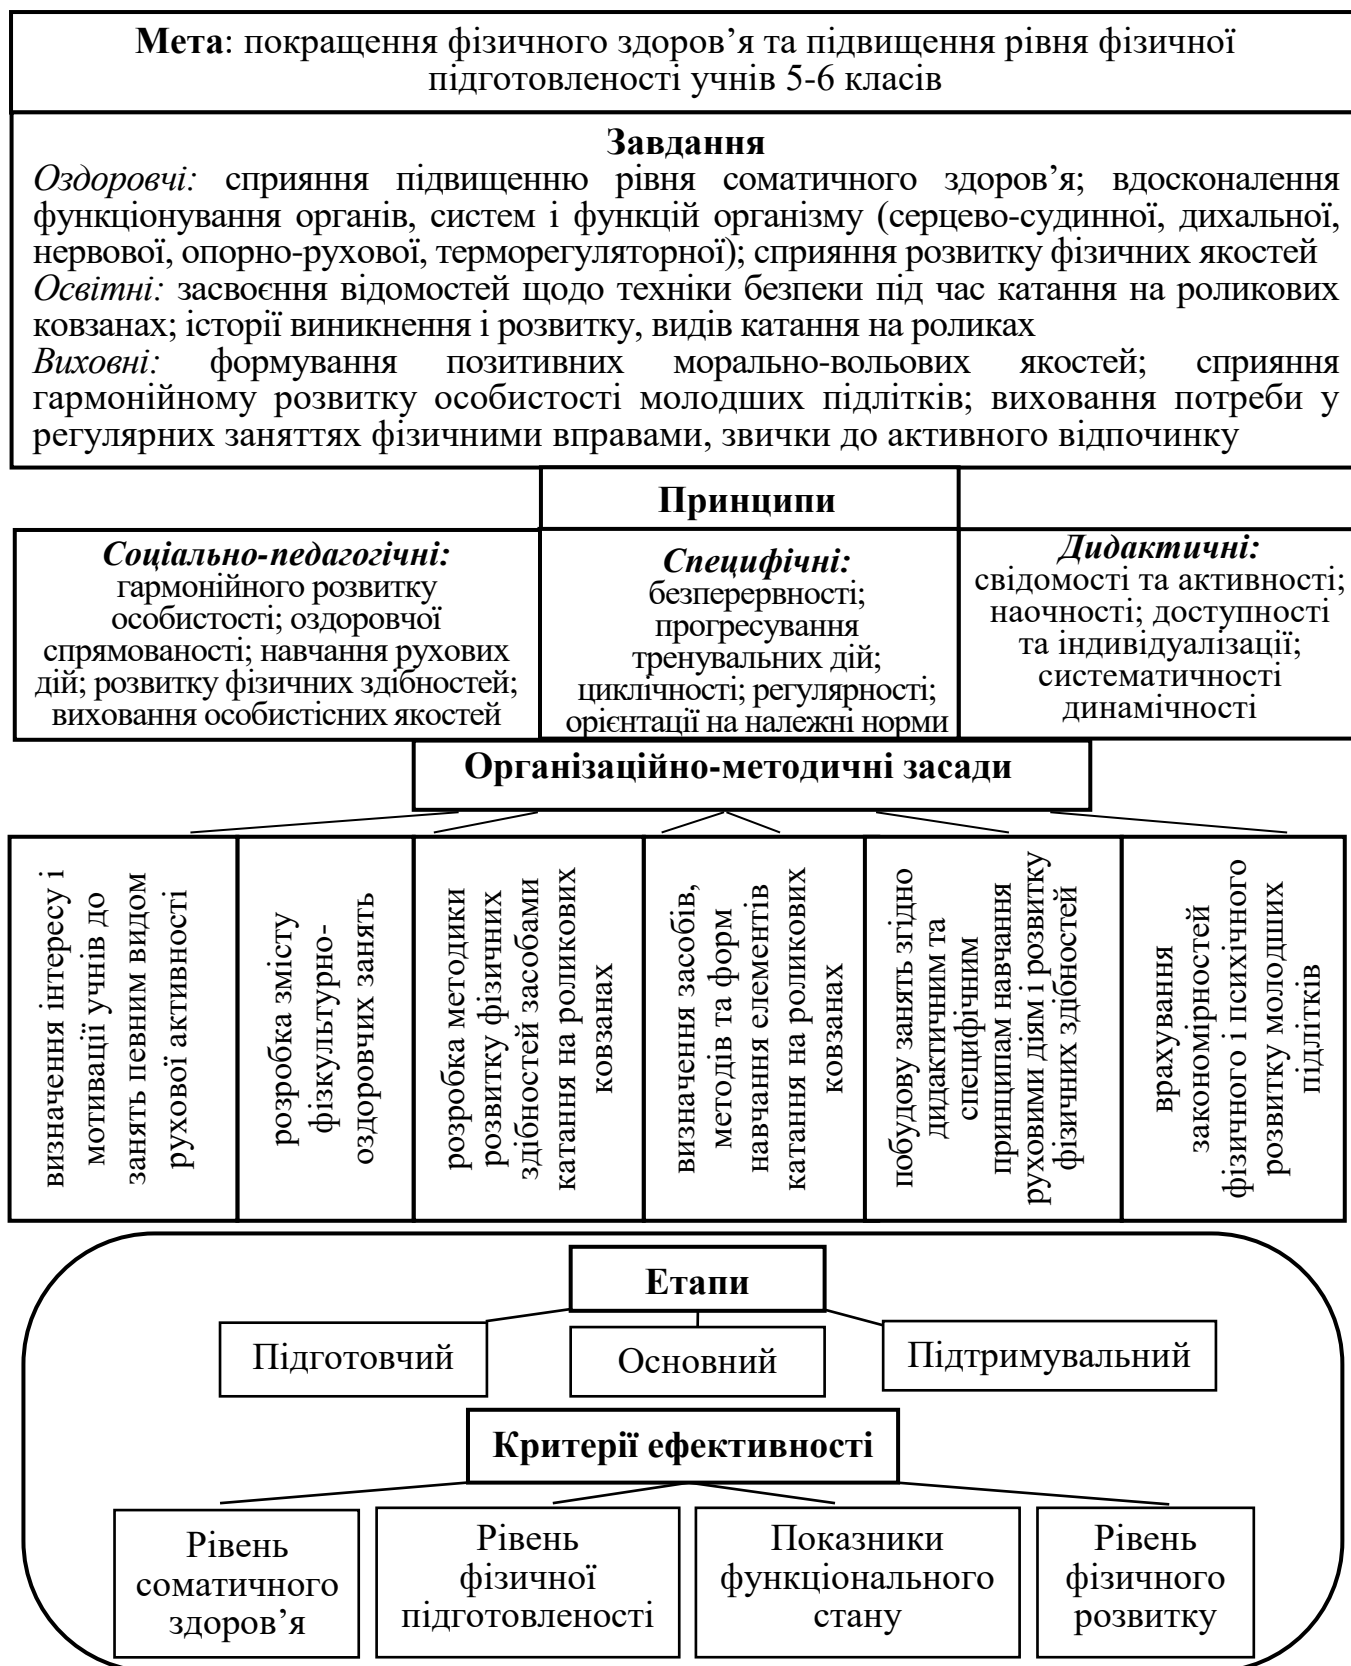 Мета: покращення фізичного здоров’я та підвищення рівня фізичної
підготовленості учнів 5-6 класів
Завдання
Оздоровчі: сприяння підвищенню рівня соматичного здоров’я; вдосконалення
функціонування органів, систем і функцій організму (серцево-судинної, дихальної,
нервової, опорно-рухової, терморегуляторної); сприяння розвитку фізичних якостей
Освітні: засвоєння відомостей щодо техніки безпеки під час катання на роликових
ковзанах; історії виникнення і розвитку, видів катання на роликах
Виховні: формування позитивних морально-вольових якостей; сприяння
гармонійному розвитку особистості молодших підлітків; виховання потреби у
регулярних заняттях фізичними вправами, звички до активного відпочинку
Принципи
Соціально-педагогічні:
гармонійного розвитку
особистості; оздоровчої
спрямованості; навчання рухових
дій; розвитку фізичних здібностей;
виховання особистісних якостей
Специфічні:
безперервності;
прогресування
тренувальних дій;
циклічності; регулярності;
орієнтації на належні норми
Дидактичні:
свідомості та активності;
наочності; доступності
та індивідуалізації;
систематичності
динамічності
Організаційно-методичні засади
визначення інтересу і
мотивації учнів до
занять певним видом
рухової активності
розробка змісту
фізкультурно-
оздоровчих занять
розробка методики
розвитку фізичних
здібностей засобами
катання на роликових
ковзанах
визначення засобів,
методів та форм
навчання елементів
катання на роликових
ковзанах
побудову занять згідно
дидактичним та
специфічним
принципам навчання
руховими діям і розвитку
фізичних здібностей
врахування
закономірностей
фізичного і психічного
розвитку молодших
підлітків
Етапи
Підготовчий
Основний
Підтримувальний
Критерії ефективності
Рівень
соматичного
здоров’я
Рівень
фізичної
підготовленості
Показники
функціонального
стану
Рівень
фізичного
розвитку